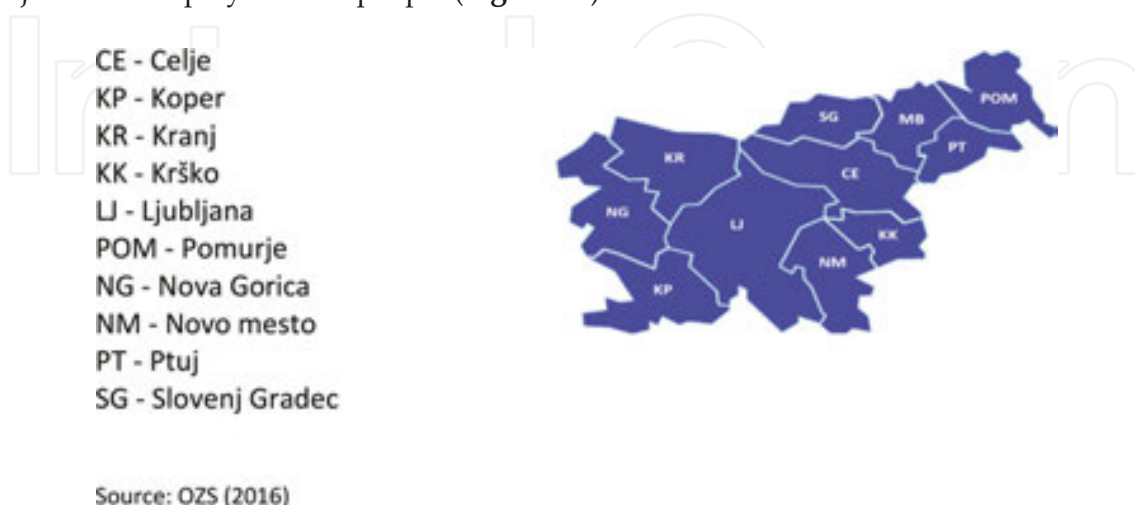 CE - Celje
KP - Koper
KR - Kranj
KK - Krško
LJ - Ljubljana
POM - Pomurje
NG - Nova Gorica
NM - Novo mesto
PT - Ptuj
SG - Slovenj Gradec
Source: OZS (2016)
POM
SG
MB
PT
KR
CE
NG
LJ
KK
NM
KP